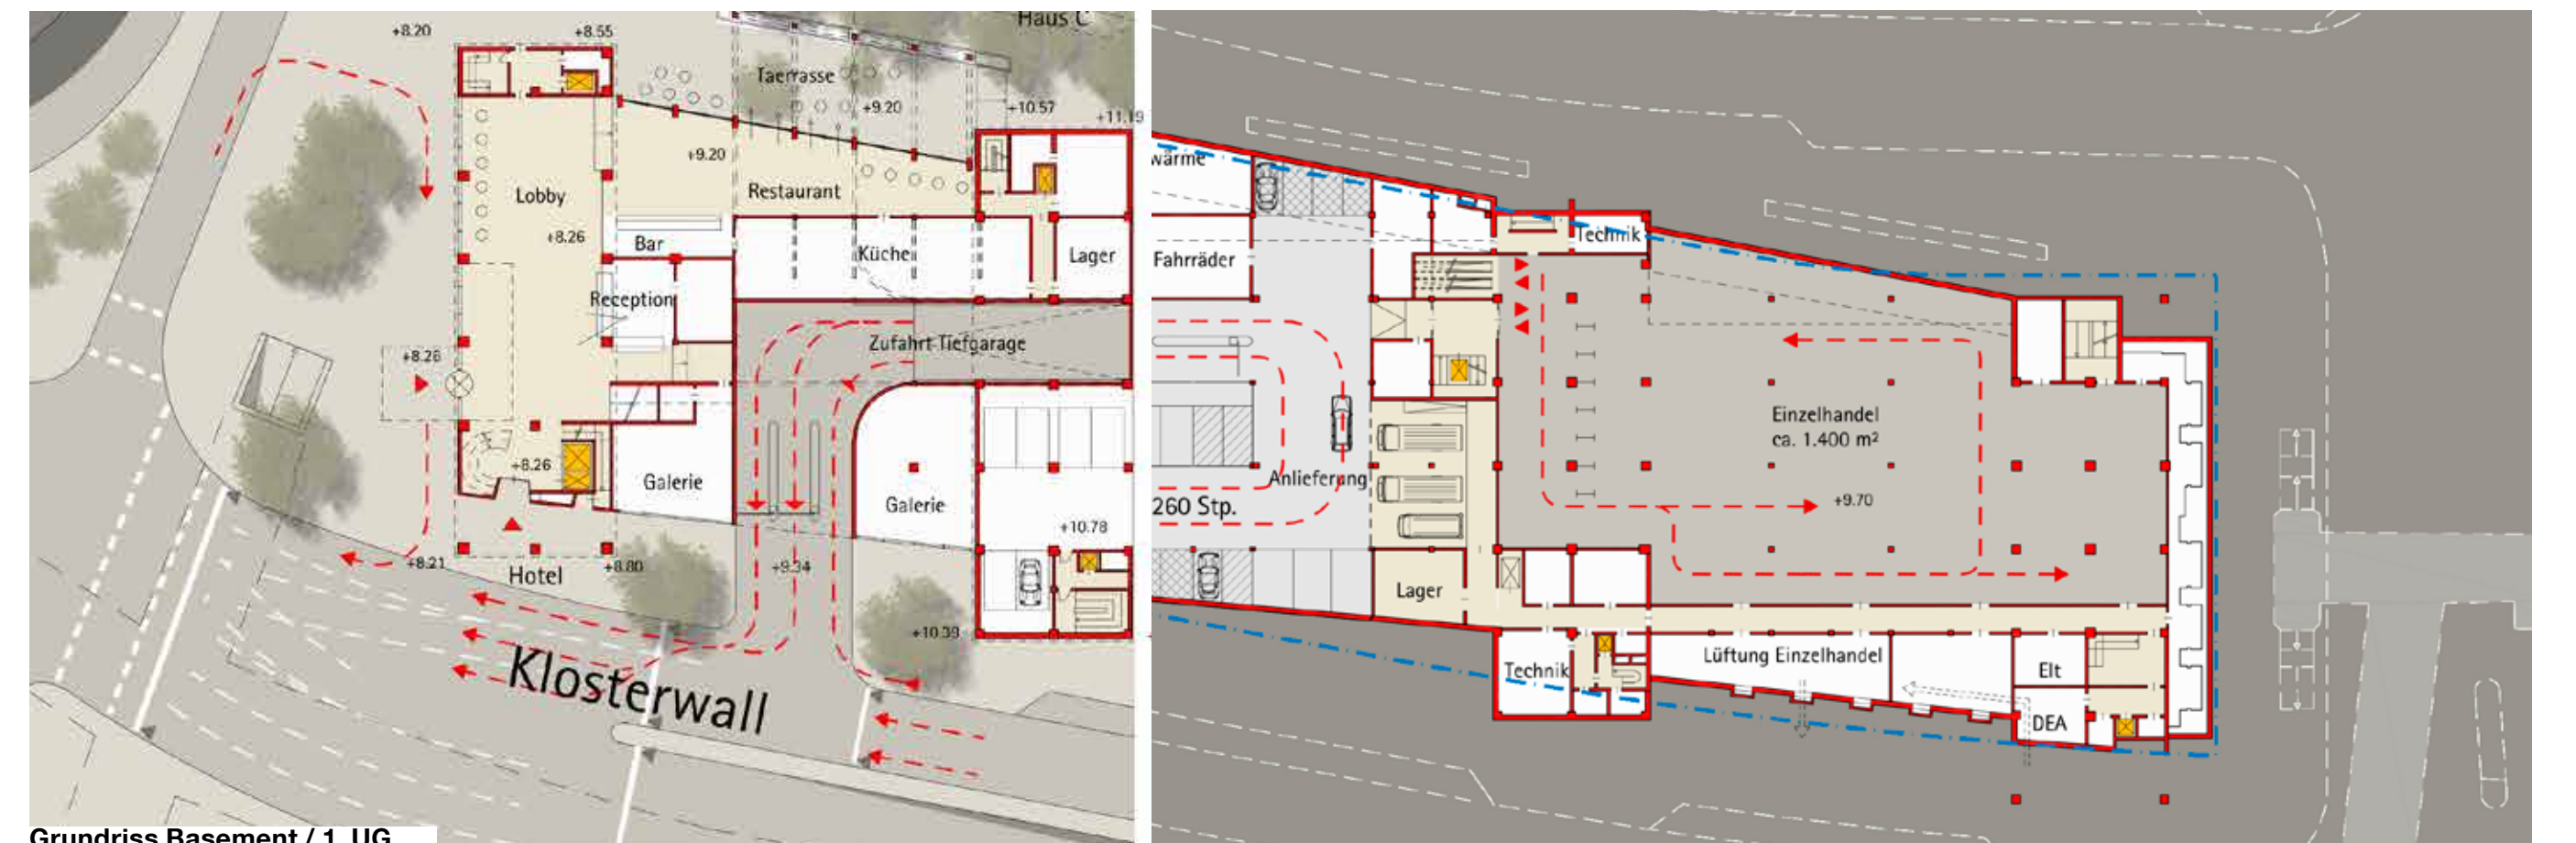 Haus C
+8.20
+8.55
Taerrasse
+9.20
+10.57
+11.19
+9.20
Lobby
Restaurant
+8.26
Bar
Küche
Lager
Reception
Zufahrt Tiefgarage
+8.26
+8.26
Galerie
Galerie
+10.78
+8.21
Hotel
+8.80
+9.34
+10.39
Klosterwall
Grundriss Basement / 1. UG
wärme
Technik
Fahrräder
Einzelhandel
ca. 1.400 m²
Anlieferung
+9.70
260 Stp.
Lager
Technik
Lüftung Einzelhandel
Elt
DEA